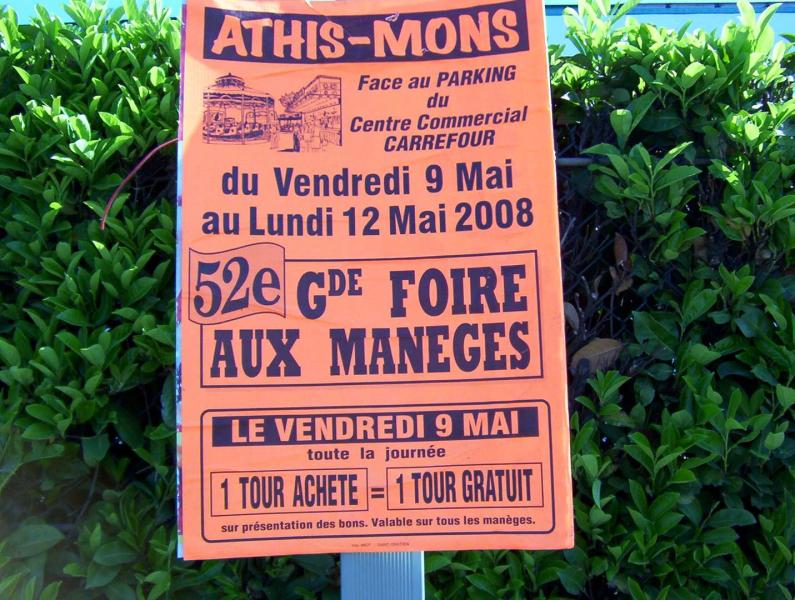 ATHIS-MONS
Face au PARKING
du
Centre Commercial
CARREFOUR
du Vendredi 9 Mai
au Lundi 12 Mai 2008
52e GDE FOIRE
AUX MANEGES
LE VENDREDI 9 MAI
toute la journée
1 TOUR ACHETE = 1 TOUR GRATUIT
sur présentation des bons. Valable sur tous les manèges.